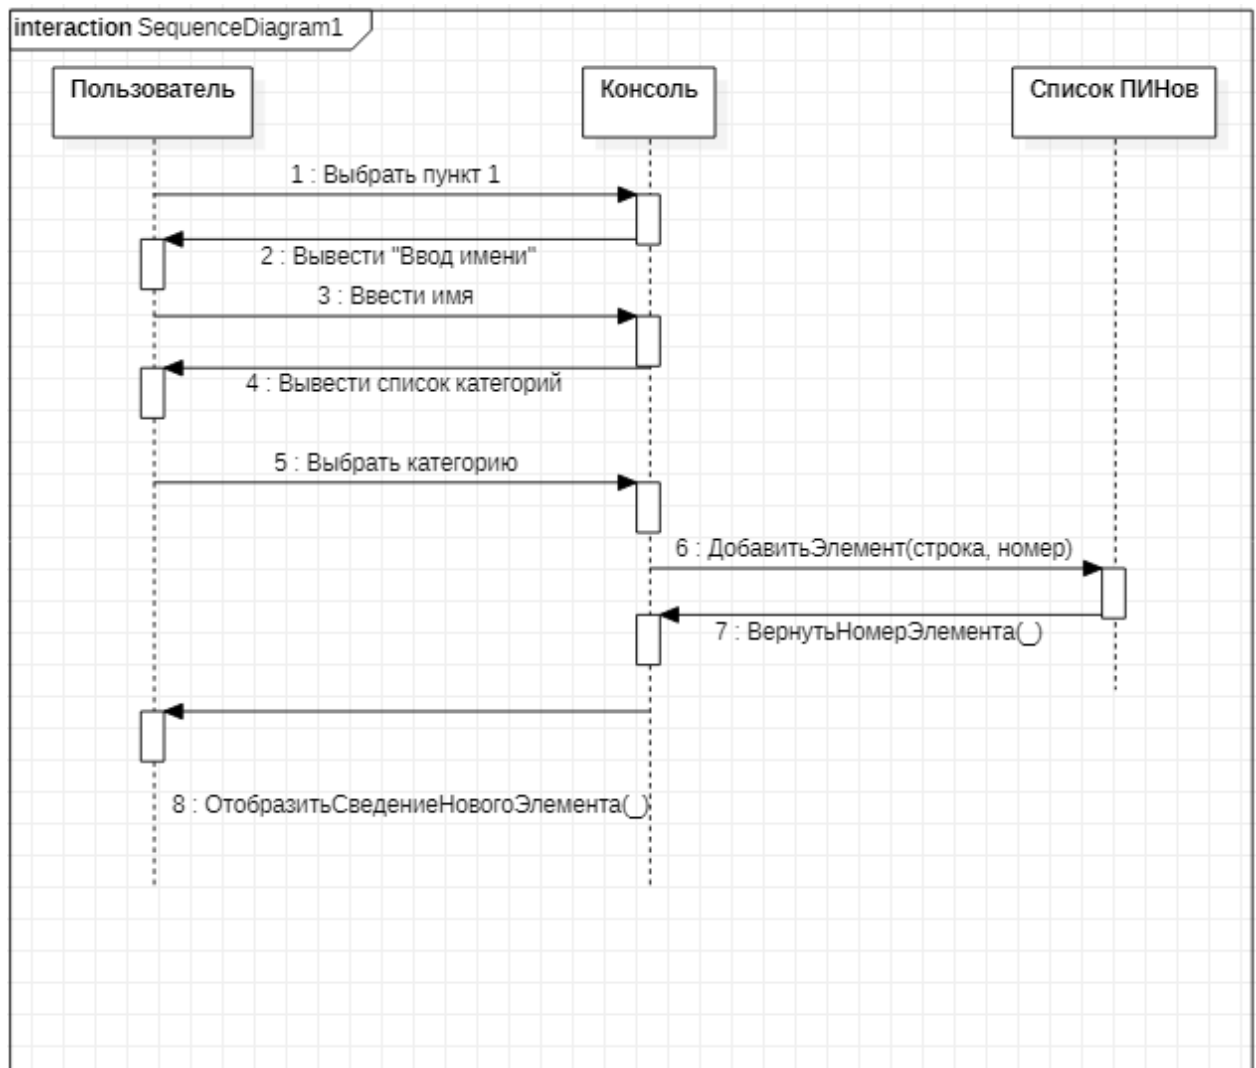 interaction SequenceDiagram1
Пользователь
Консоль
Список ПИНов
1 : Выбрать пункт 1
2 : Вывести "Ввод имени"
3 : Ввести имя
4 : Вывести список категорий
5 : Выбрать категорию
6 : ДобавитьЭлемент(строка, номер)
7 : ВернутьНомерЭлемента(_)
8 : ОтобразитьСведениеНовогоЭлемента(_)